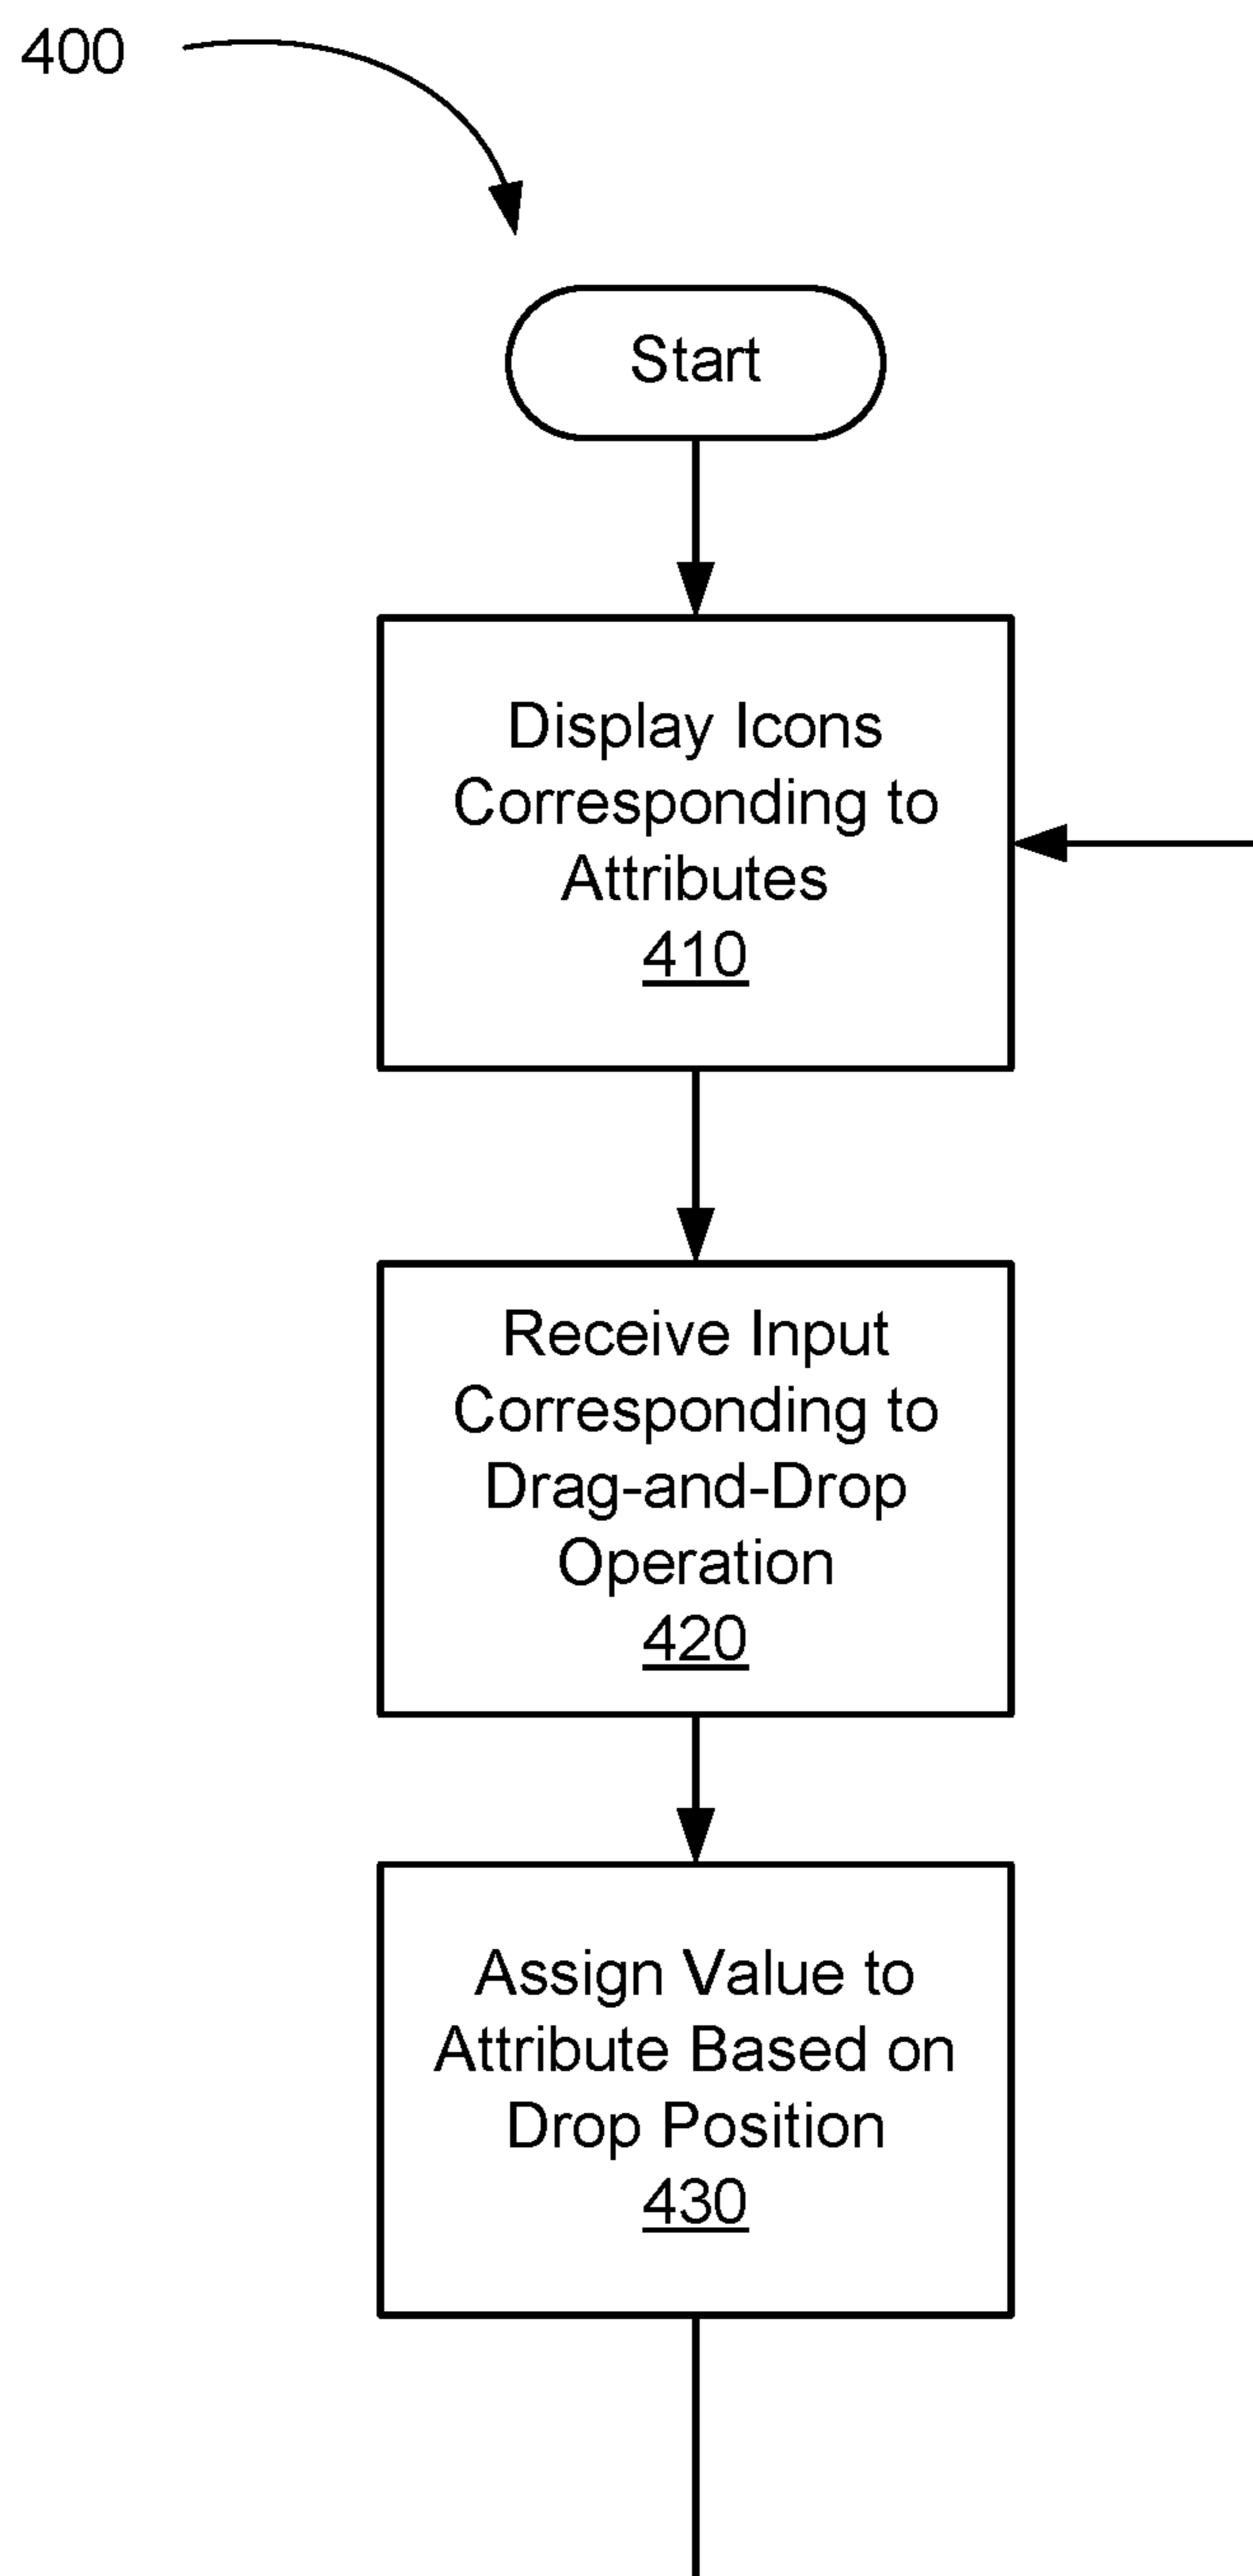 400
Start
Display Icons
Corresponding to
Attributes
410
Receive Input
Corresponding to
Drag-and-Drop
Operation
420
Assign Value to
Attribute Based on
Drop Position
430